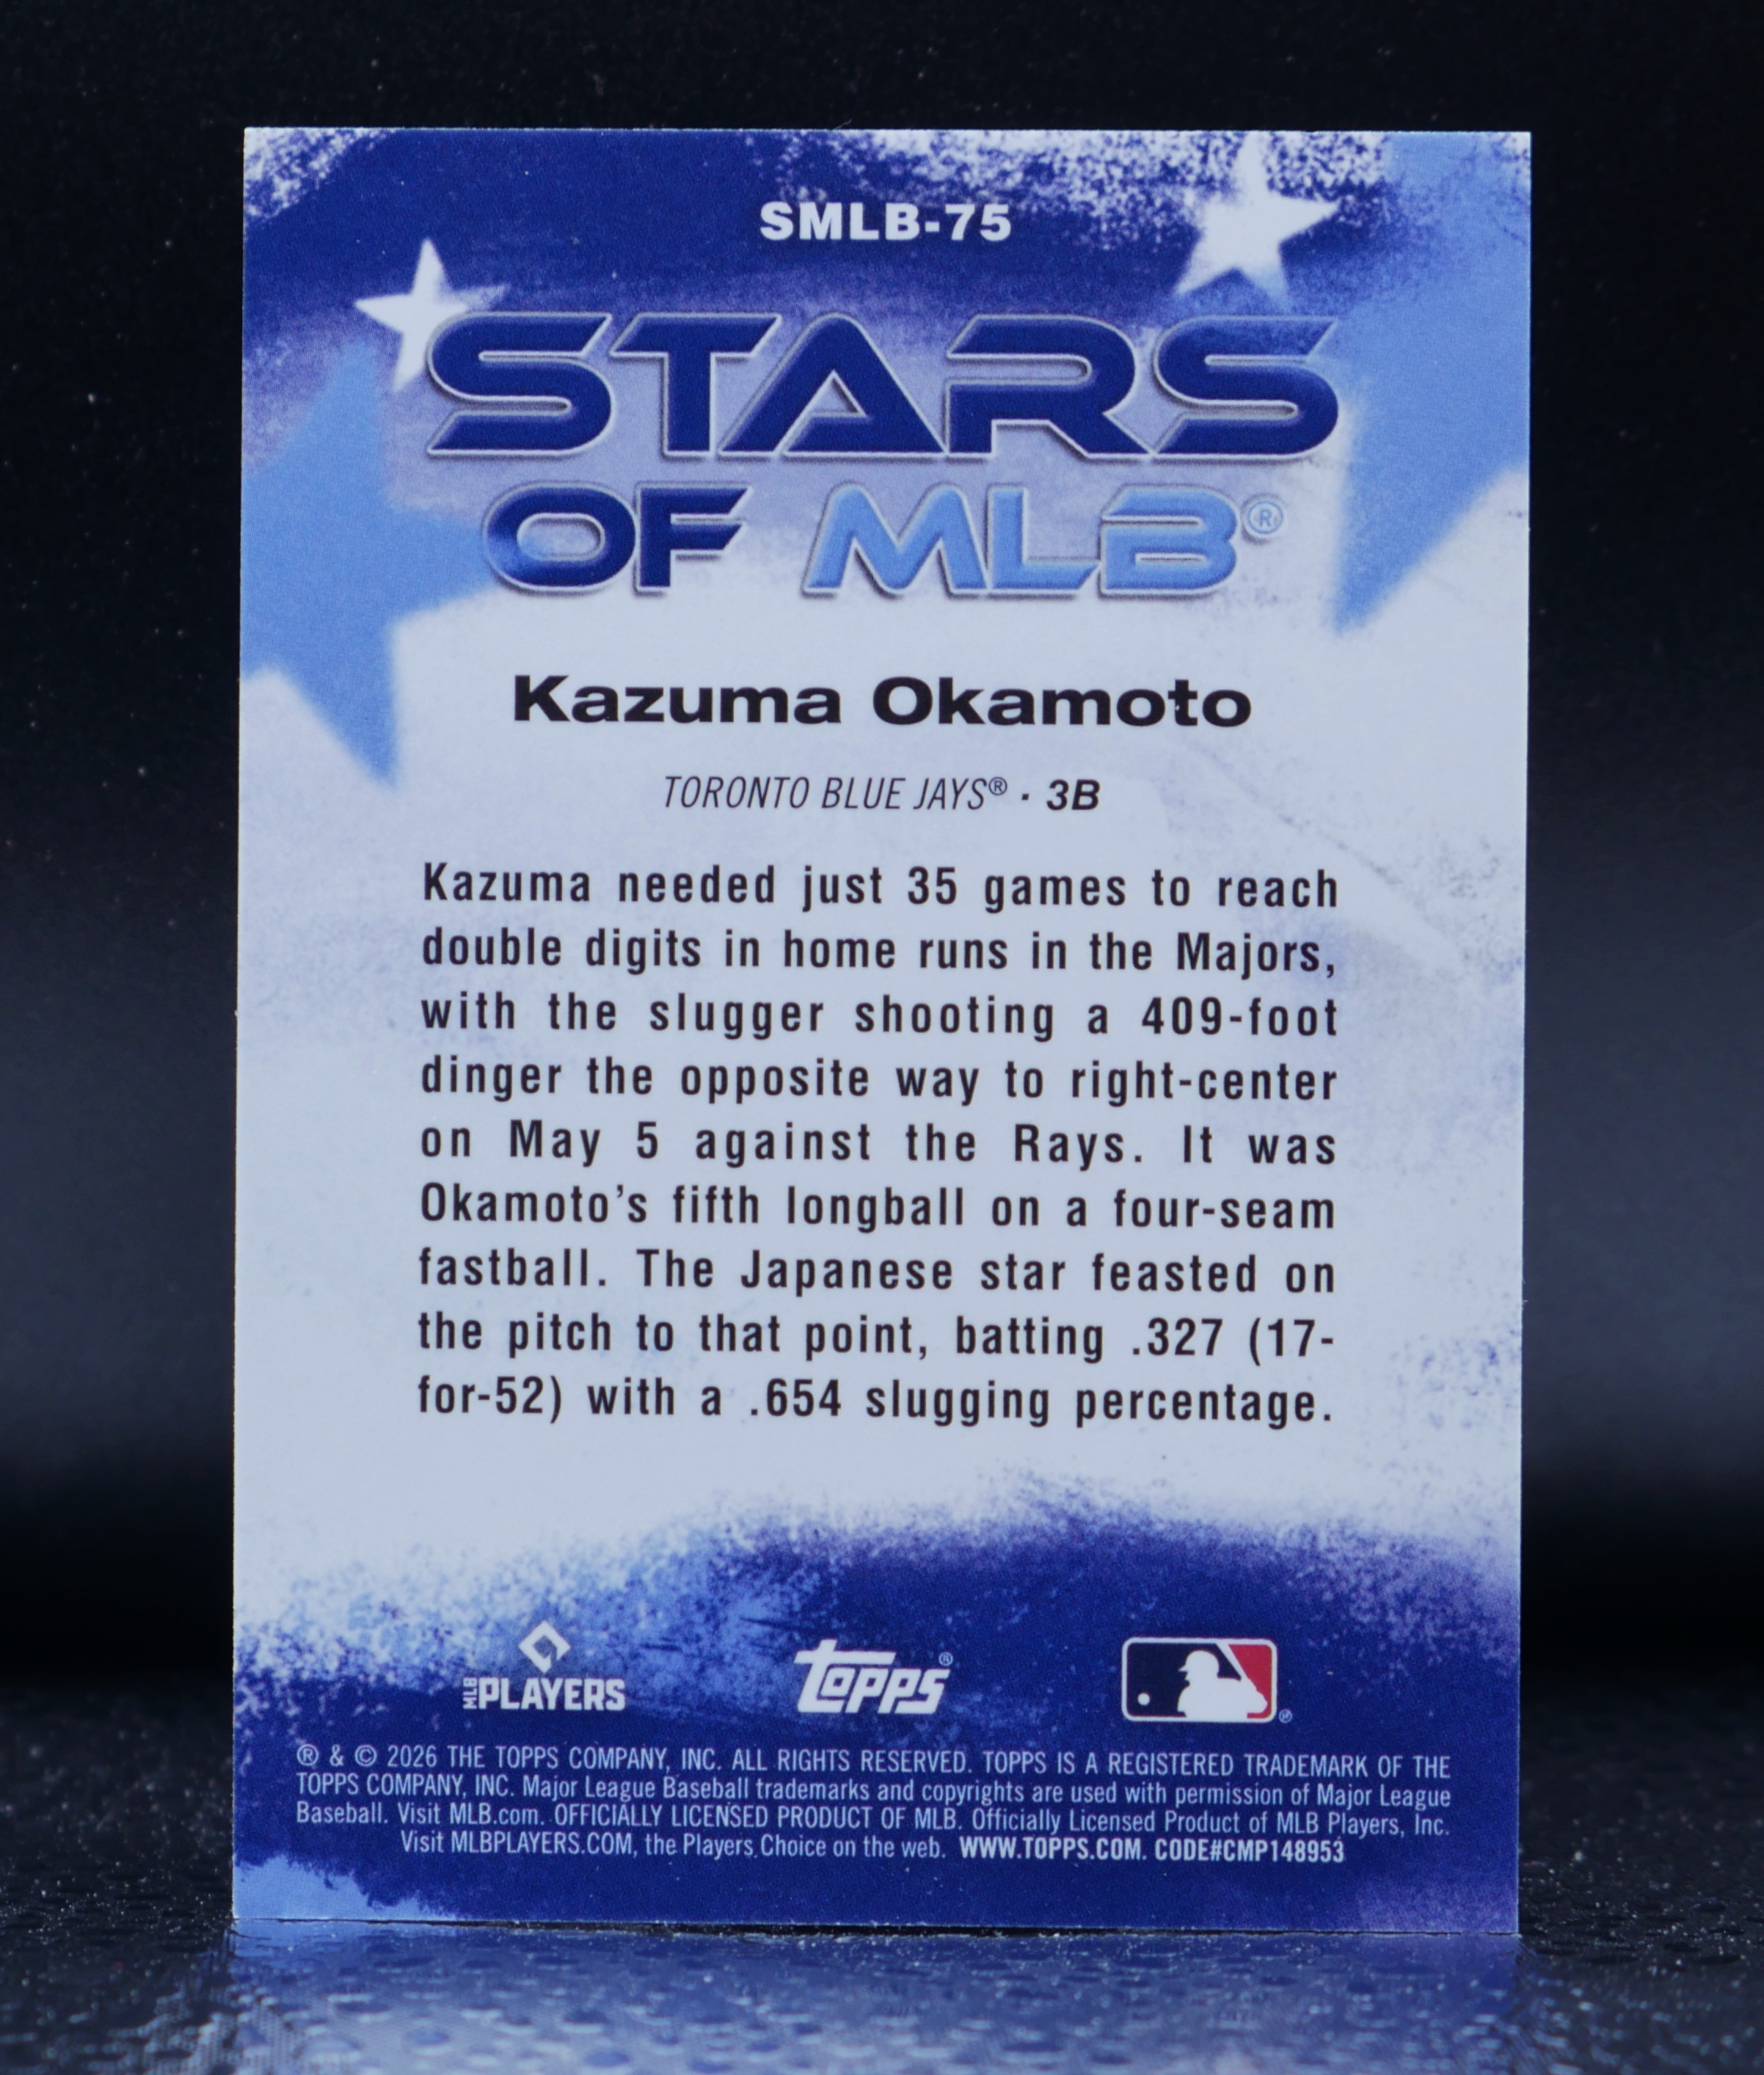 SMLB-75
STARS
OF MLB®
Kazuma Okamoto
TORONTO BLUE JAYS® · 3B
Kazuma needed just 35 games to reach
double digits in home runs in the Majors,
with the slugger shooting a 409-foot
dinger the opposite way to right-center
on May 5 against the Rays. It was
Okamoto's fifth longball on a four-seam
fastball. The Japanese star feasted on
the pitch to that point, batting .327 (17-
for-52) with a .654 slugging percentage.
MLB PLAYERS
topps®
® & © 2026 THE TOPPS COMPANY, INC. ALL RIGHTS RESERVED. TOPPS IS A REGISTERED TRADEMARK OF THE
TOPPS COMPANY, INC. Major League Baseball trademarks and copyrights are used with permission of Major League
Baseball. Visit MLB.com. OFFICIALLY LICENSED PRODUCT OF MLB. Officially Licensed Product of MLB Players, Inc.
Visit MLBPLAYERS.COM, the Players Choice on the web. WWW.TOPPS.COM. CODE#CMP148953